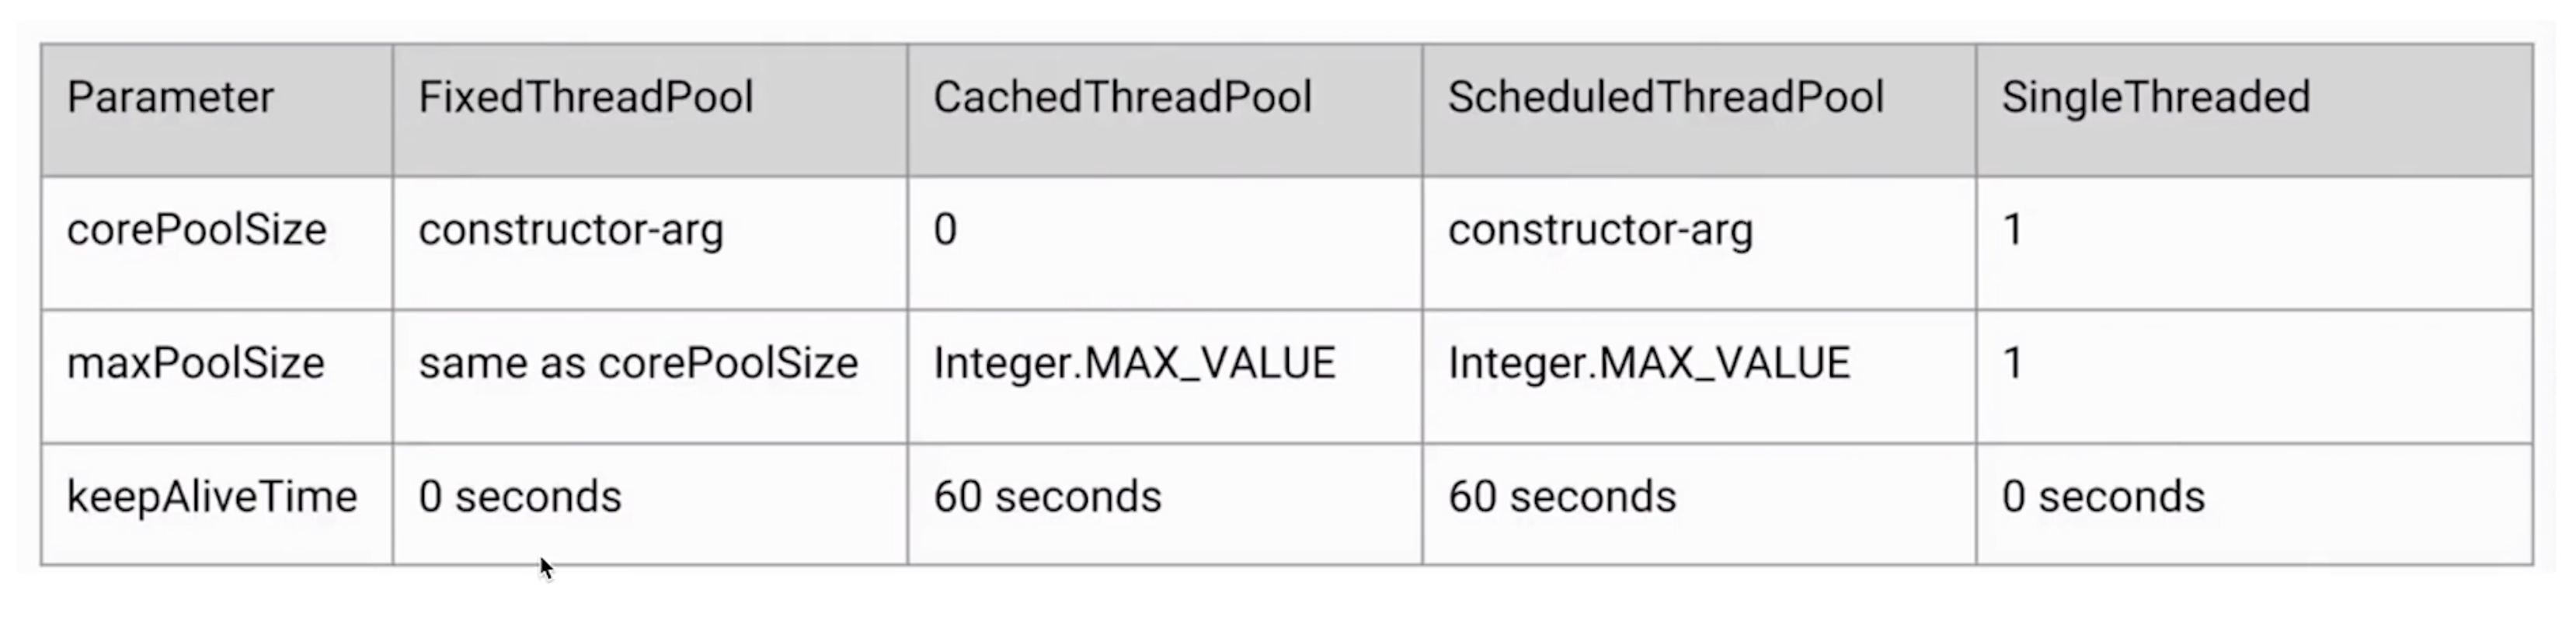 Parameter FixedThreadPool CachedThreadPool ScheduledThreadPool SingleThreaded
corePoolSize constructor-arg 0 constructor-arg 1
maxPoolSize same as corePoolSize Integer.MAX_VALUE Integer.MAX_VALUE 1
keepAliveTime 0 seconds 60 seconds 60 seconds 0 seconds